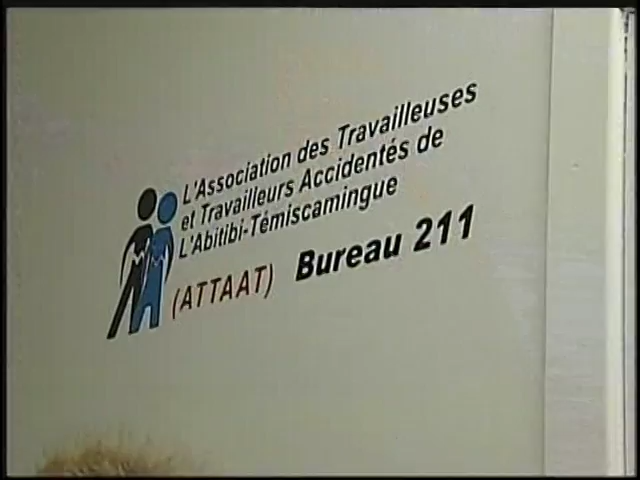 L'Association des Travailleuses
et Travailleurs Accidentés de
L'Abitibi-Témiscamingue
(ATTAAT) Bureau 211